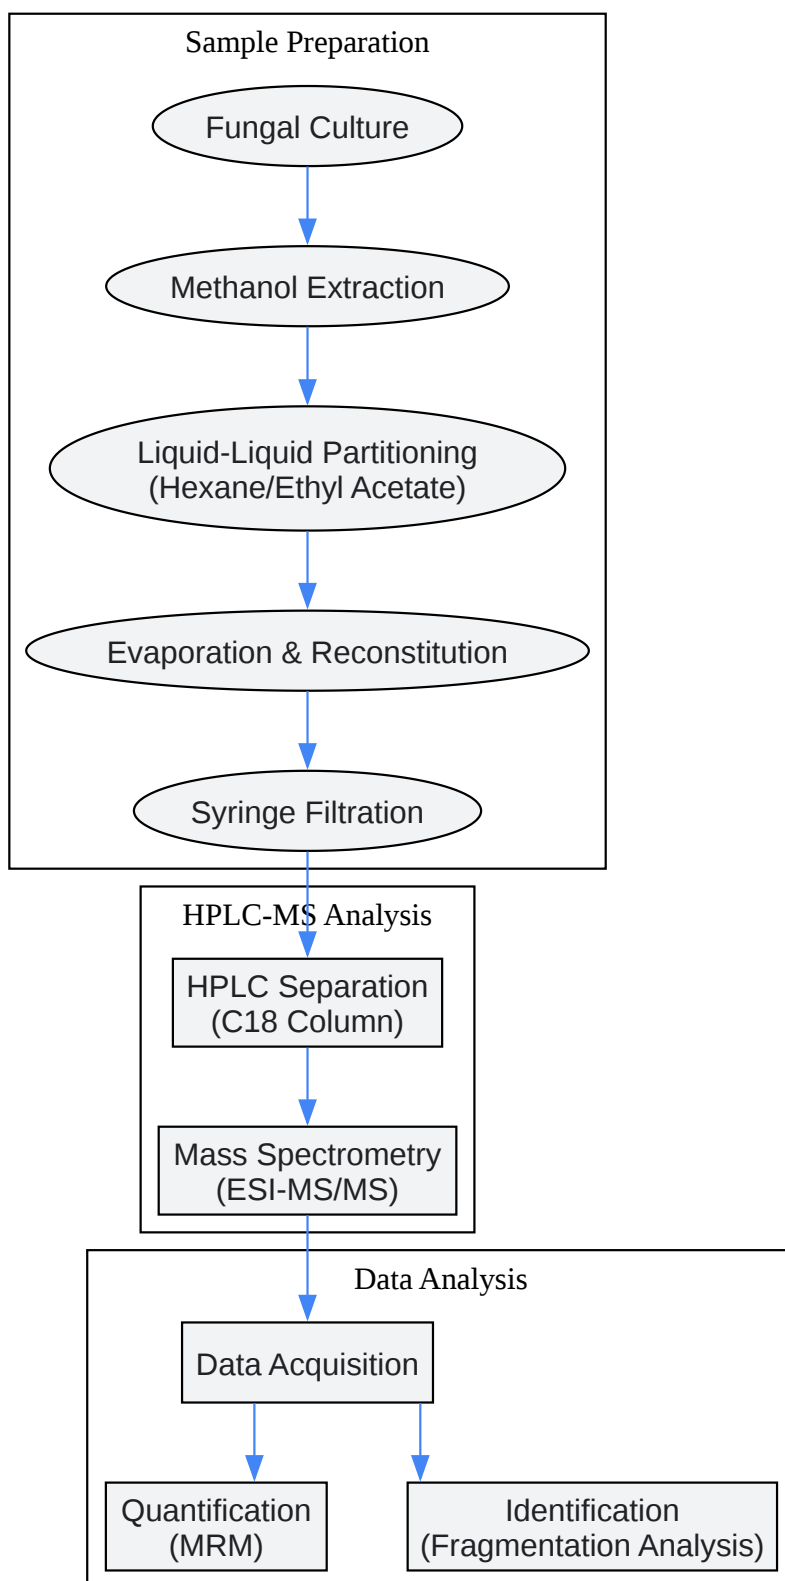 Sample Preparation
Fungal Culture
Methanol Extraction
Liquid-Liquid Partitioning
(Hexane/Ethyl Acetate)
Evaporation & Reconstitution
Syringe Filtration
HPLC-MS Analysis
HPLC Separation
(C18 Column)
Mass Spectrometry
(ESI-MS/MS)
Data Analysis
Data Acquisition
Quantification
(MRM)
Identification
(Fragmentation Analysis)